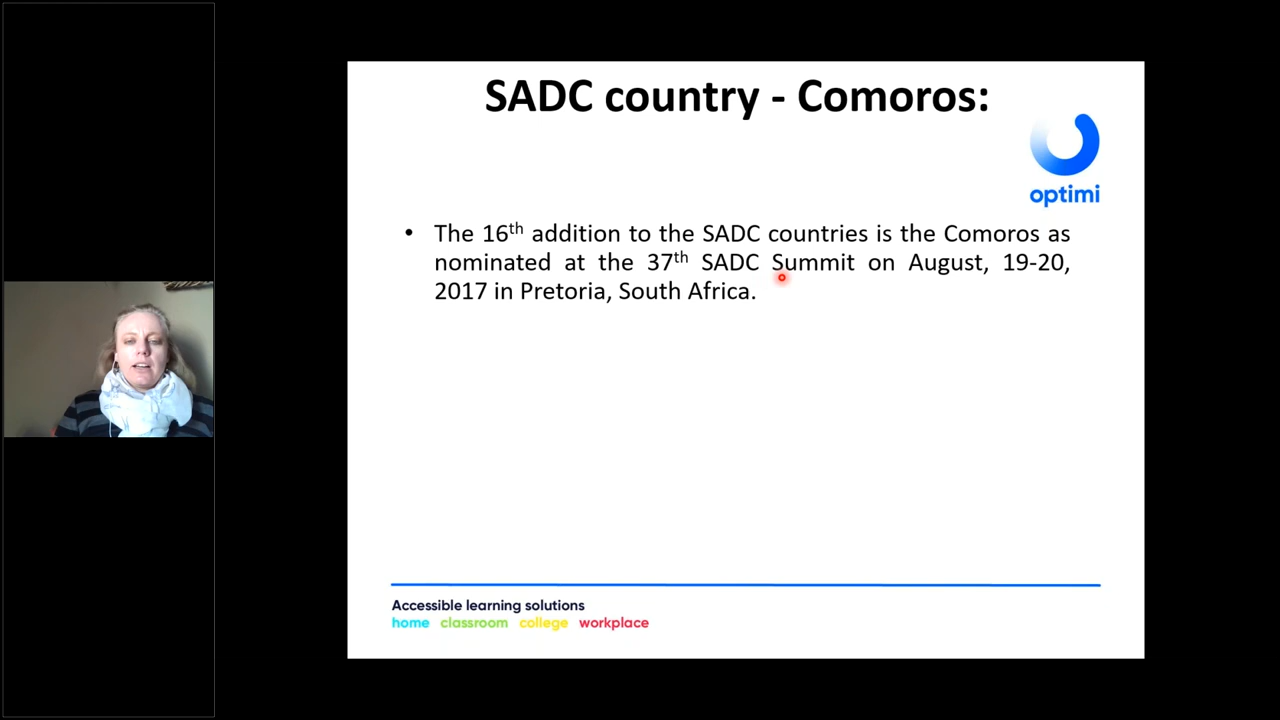 SADC country - Comoros:
optimi
• The 16th addition to the SADC countries is the Comoros as
nominated at the 37th SADC Summit on August, 19-20,
2017 in Pretoria, South Africa.
Accessible learning solutions
home classroom college workplace